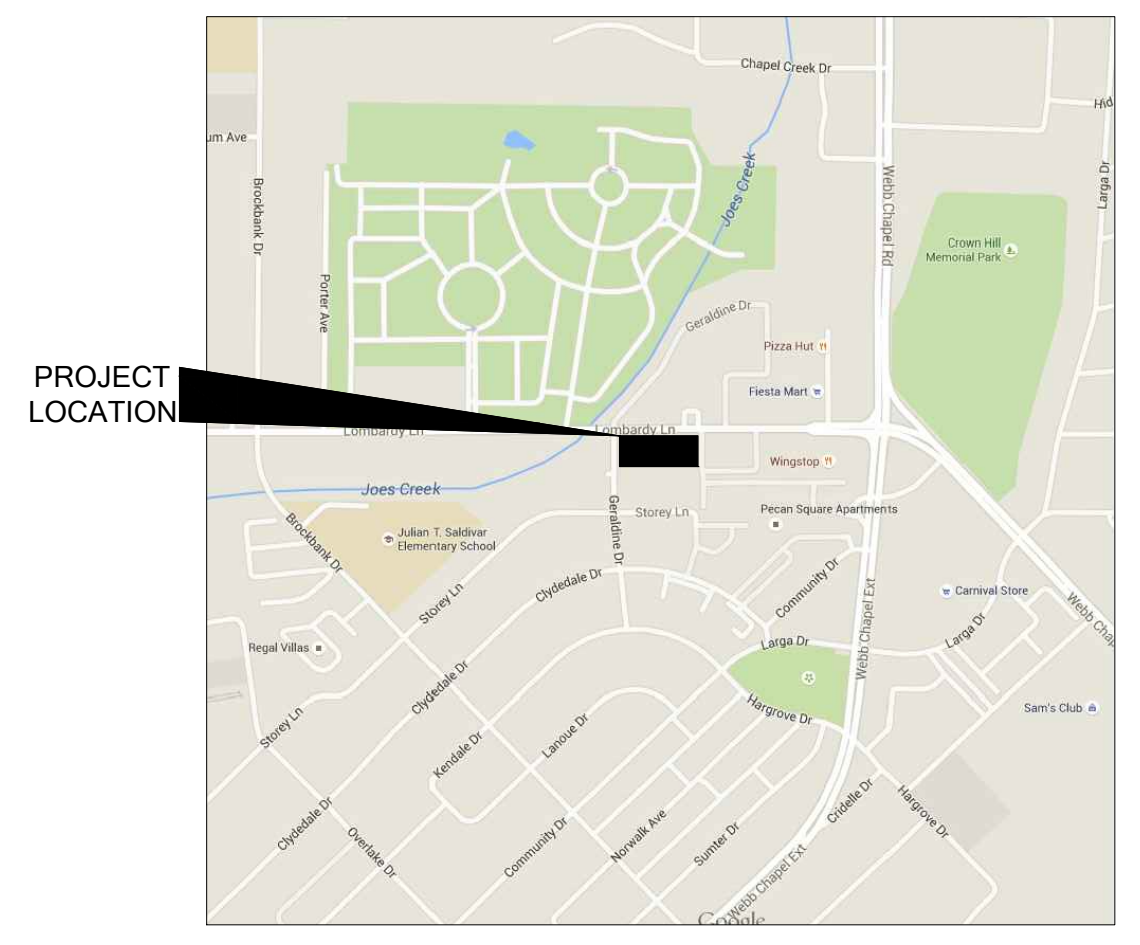 Chapel Creek Dr
Hid
um Ave
Brockbank Dr
Joes Creek
Webb Chapel Rd
Larga Dr
Crown Hill
Memorial Park
Porter Ave
Geraldine Dr
Pizza Hut
PROJECT
LOCATION
Fiesta Mart
Lombardy Ln
Lombardy Ln
Wingstop
Joes Creek
Geraldine Dr
Storey Ln
Pecan Square Apartments
Brockbank Dr
Julian T. Saldivar
Elementary School
Clydedale Dr
Storey Ln
Community Dr
Webb Chapel Ext
Carnival Store
Webb Chap
Regal Villas
Larga Dr
Larga Dr
Clydedale Dr
Hargrove Dr
Sam's Club
Storey Ln
Kendale Dr
Lanoue Dr
Clydedale Dr
Overlake Dr
Community Dr
Norwalk Ave
Sumter Dr
Cridelle Dr
Hargrove Dr
Webb Chapel Ext
Google